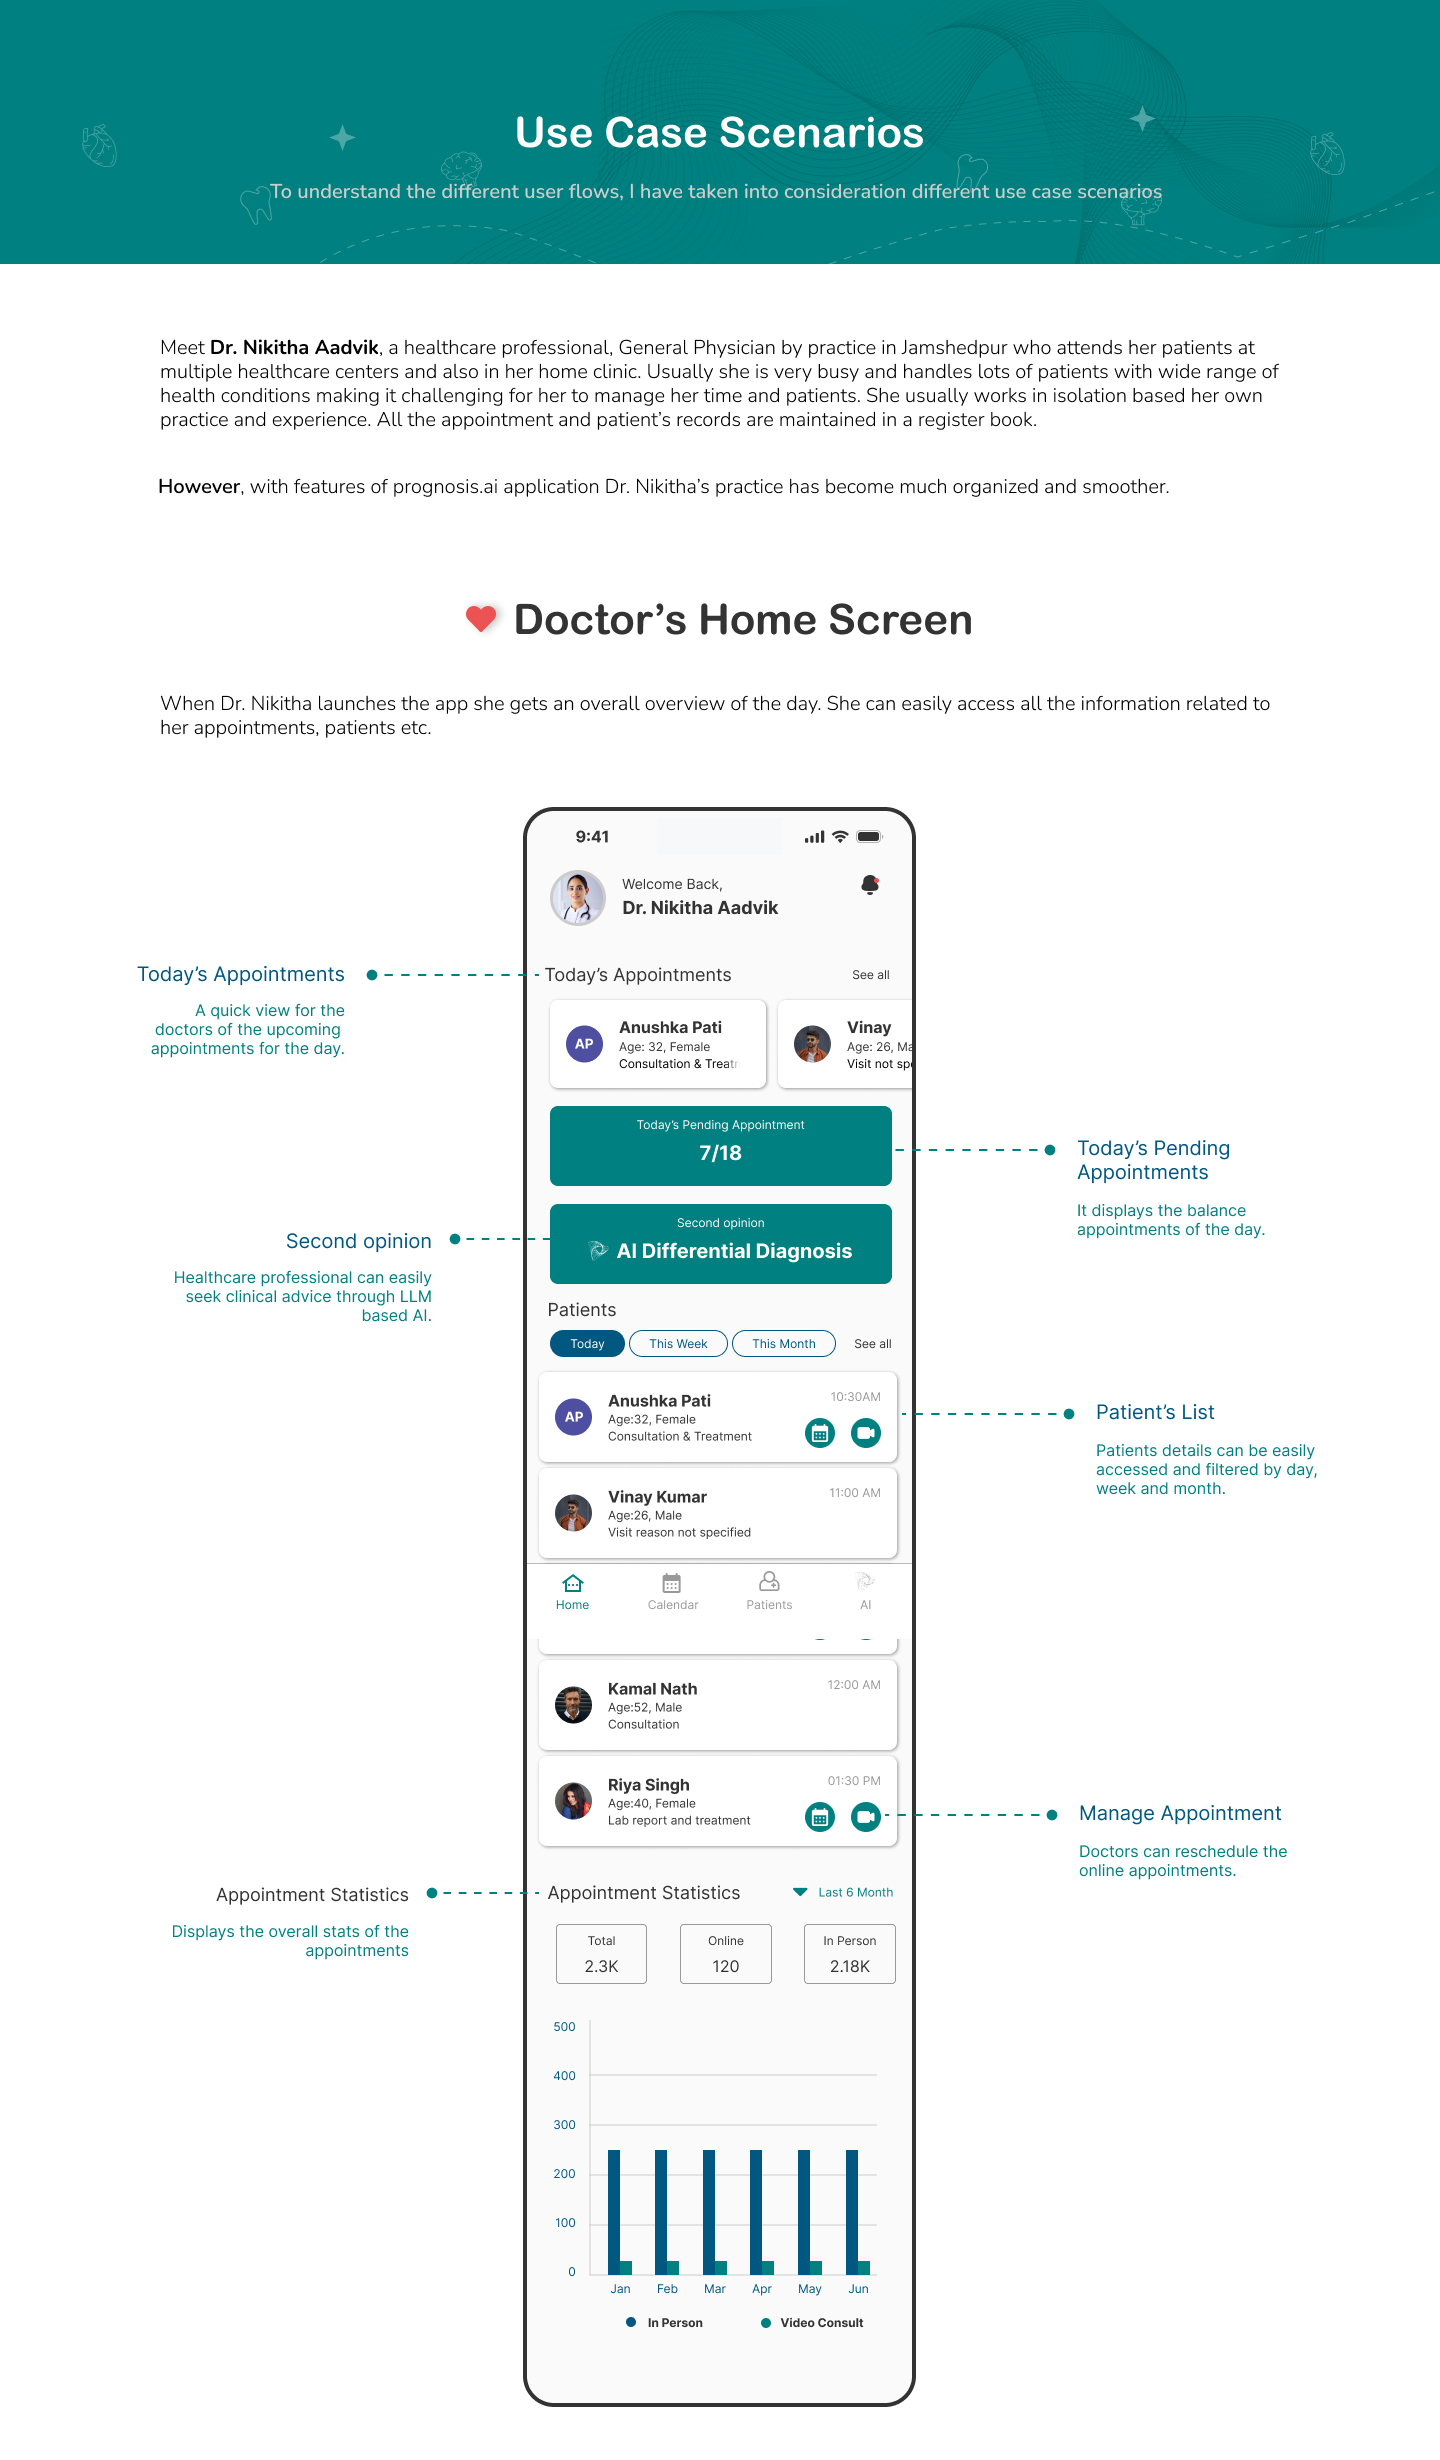 Use Case Scenarios
To understand the different user flows, I have taken into consideration different use case scenarios
Meet Dr. Nikitha Aadvik, a healthcare professional, General Physician by practice in Jamshedpur who attends her patients at
multiple healthcare centers and also in her home clinic. Usually she is very busy and handles lots of patients with wide range of
health conditions making it challenging for her to manage her time and patients. She usually works in isolation based her own
practice and experience. All the appointment and patient's records are maintained in a register book.
However, with features of prognosis.ai application Dr. Nikitha's practice has become much organized and smoother.
Doctor's Home Screen
When Dr. Nikitha launches the app she gets an overall overview of the day. She can easily access all the information related to
her appointments, patients etc.
9:41
Welcome Back,
Dr. Nikitha Aadvik
Today's Appointments
A quick view for the
doctors of the upcoming
appointments for the day.
Today's Appointments
See all
AP
Anushka Pati
Age: 32, Female
Consultation & Treatm
Vinay
Age: 26, Ma
Visit not spe
Today's Pending Appointment
7/18
Today's Pending
Appointments
It displays the balance
appointments of the day.
Second opinion
Healthcare professional can easily
seek clinical advice through LLM
based AI.
Second opinion
AI Differential Diagnosis
Patients
Today
This Week
This Month
See all
AP
Anushka Pati
Age:32, Female
Consultation & Treatment
10:30AM
Patient's List
Patients details can be easily
accessed and filtered by day,
week and month.
Vinay Kumar
Age:26, Male
Visit reason not specified
11:00 AM
Home
Calendar
Patients
AI
Kamal Nath
Age:52, Male
Consultation
12:00 AM
Riya Singh
Age:40, Female
Lab report and treatment
01:30 PM
Manage Appointment
Doctors can reschedule the
online appointments.
Appointment Statistics
Displays the overall stats of the
appointments
Appointment Statistics
Last 6 Month
Total
2.3K
Online
120
In Person
2.18K
500
400
300
200
100
0
Jan
Feb
Mar
Apr
May
Jun
In Person
Video Consult